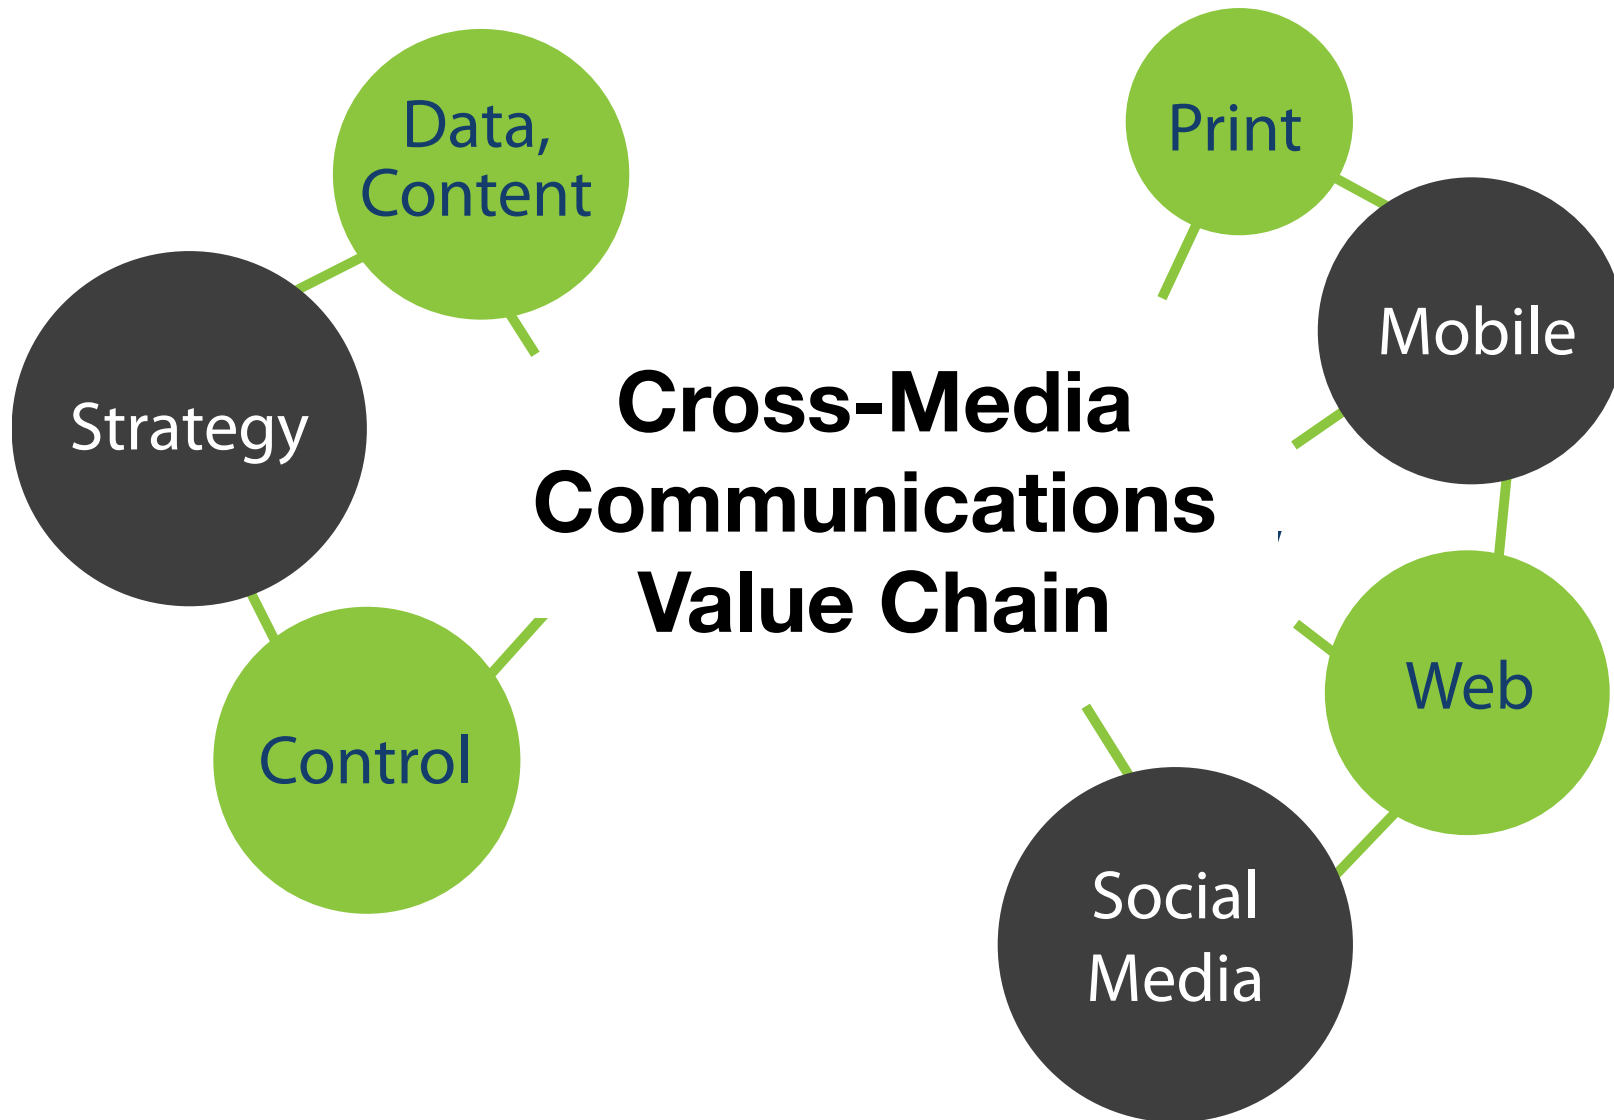 Data,
Content
Strategy
Control
Cross-Media
Communications
Value Chain
Print
Mobile
Web
Social
Media